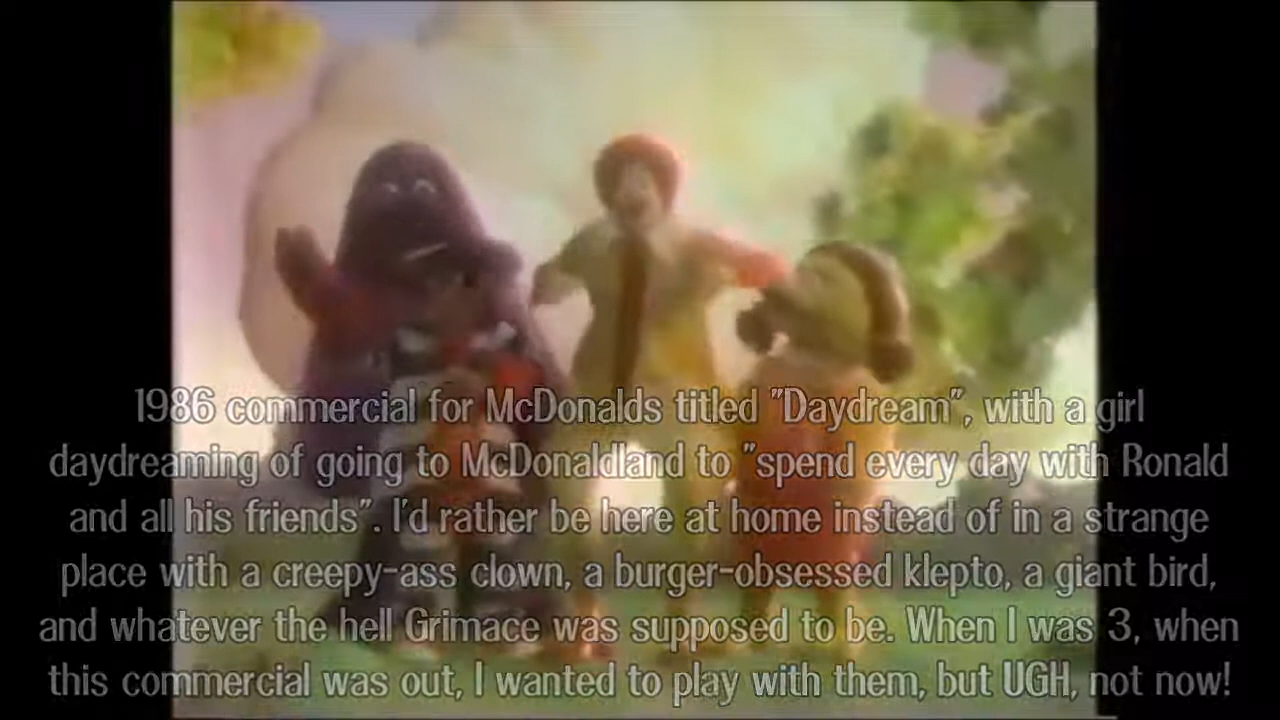 1986 commercial for McDonalds titled "Daydream", with a girl
daydreaming of going to McDonaldland to "spend every day with Ronald
and all his friends". I'd rather be here at home instead of in a strange
place with a creepy-ass clown, a burger-obsessed klepto, a giant bird,
and whatever the hell Grimace was supposed to be. When I was 3, when
this commercial was out, I wanted to play with them, but UGH, not now!